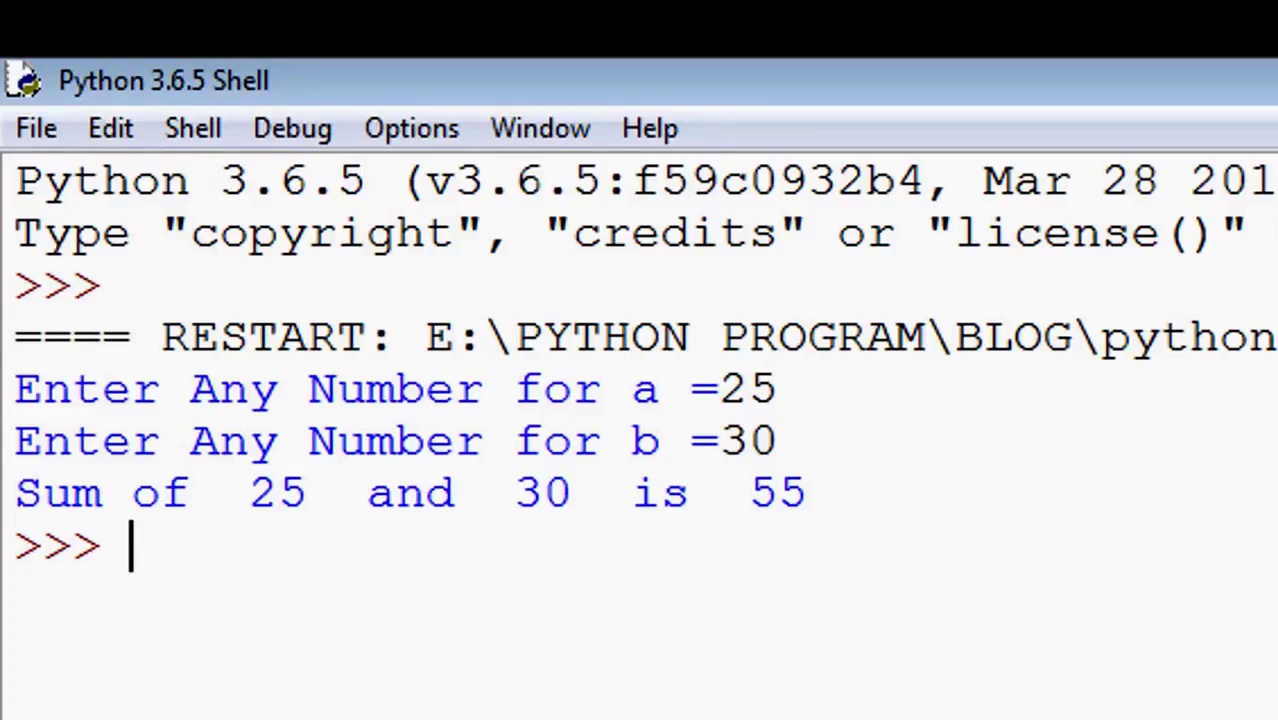 Python 3.6.5 Shell
File Edit Shell Debug Options Window Help
Python 3.6.5 (v3.6.5:f59c0932b4, Mar 28 201
Type "copyright", "credits" or "license()"
>>>
==== RESTART: E:\PYTHON PROGRAM\BLOG\python
Enter Any Number for a =25
Enter Any Number for b =30
Sum of  25  and  30  is  55
>>>